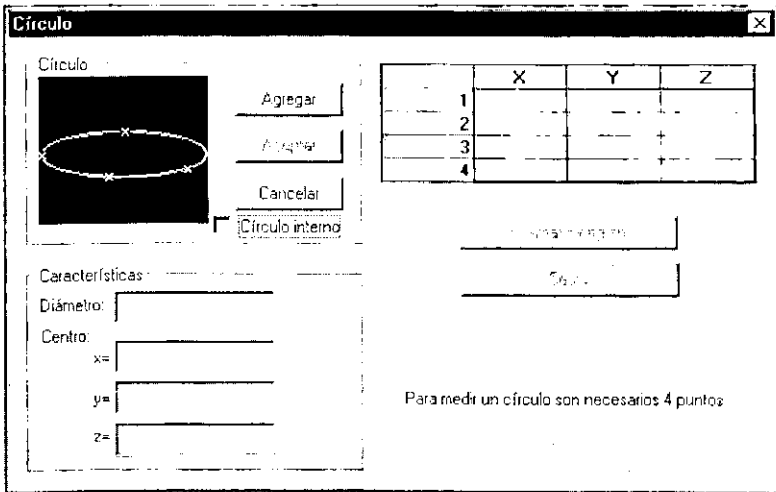 Círculo
Círculo
Agregar
Aceptar
Cancelar
Círculo interno
X Y Z
1
2
3
4
Características
Diámetro:
Centro:
x=
y=
z=
Para medir un círculo son necesarios 4 puntos